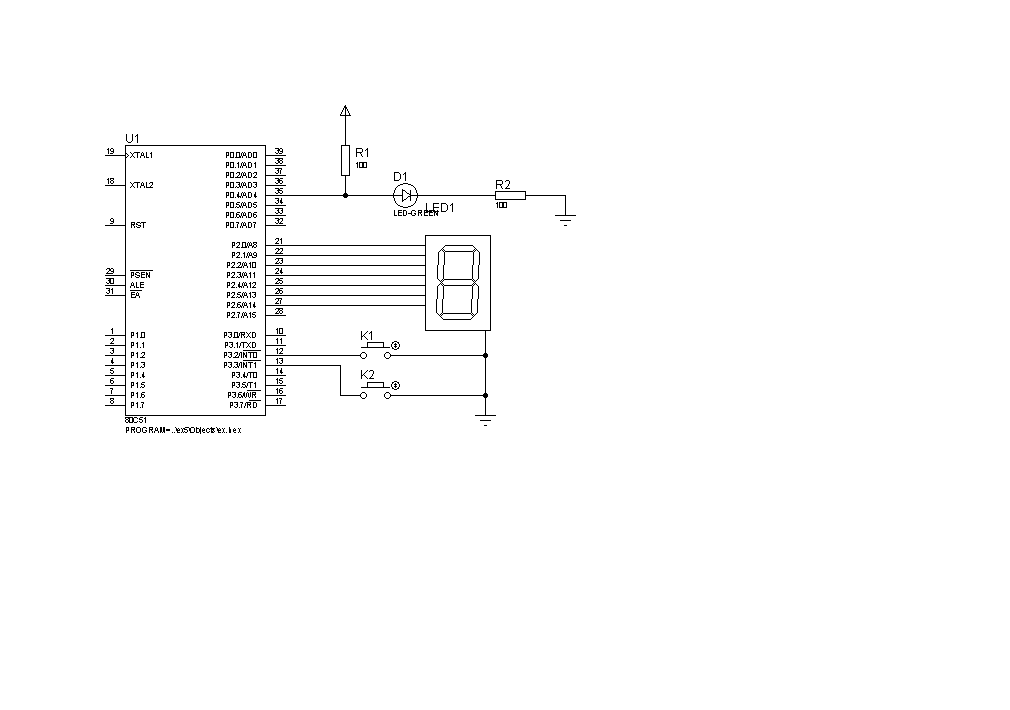 U1
19
XTAL1
18
XTAL2
9
RST
29
PSEN
30
ALE
31
EA
1
P1.0
2
P1.1
3
P1.2
4
P1.3
5
P1.4
6
P1.5
7
P1.6
8
P1.7
P0.0/AD0
39
P0.1/AD1
38
P0.2/AD2
37
P0.3/AD3
36
P0.4/AD4
35
P0.5/AD5
34
P0.6/AD6
33
P0.7/AD7
32
P2.0/A8
21
P2.1/A9
22
P2.2/A10
23
P2.3/A11
24
P2.4/A12
25
P2.5/A13
26
P2.6/A14
27
P2.7/A15
28
P3.0/RXD
10
P3.1/TXD
11
P3.2/INT0
12
P3.3/INT1
13
P3.4/T0
14
P3.5/T1
15
P3.6/WR
16
P3.7/RD
17
80C51
PROGRAM=..\ex5\Objects\ex.hex
R1
100
D1
LED-GREEN
R2
100
LED1
K1
K2